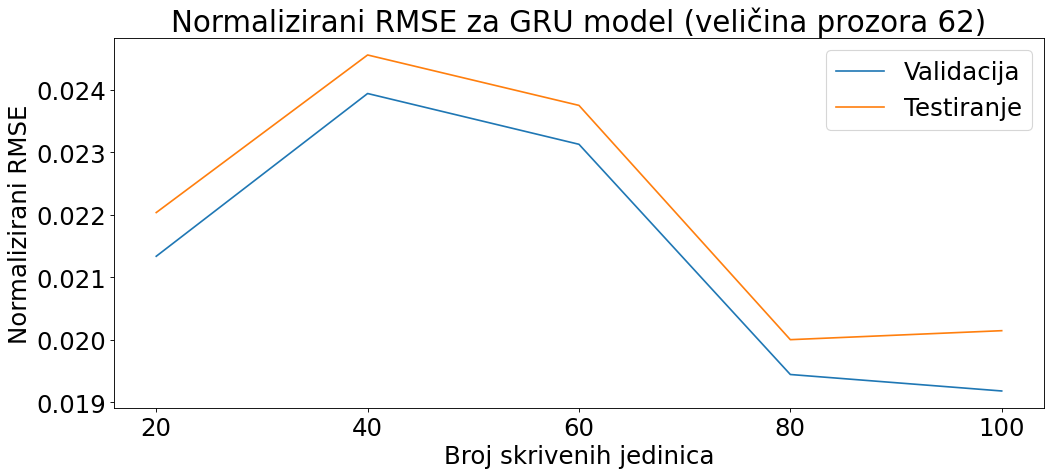 Normalizirani RMSE za GRU model (veličina prozora 62)
Validacija
Testiranje
Normalizirani RMSE
0.024
0.023
0.022
0.021
0.020
0.019
20 40 60 80 100
Broj skrivenih jedinica